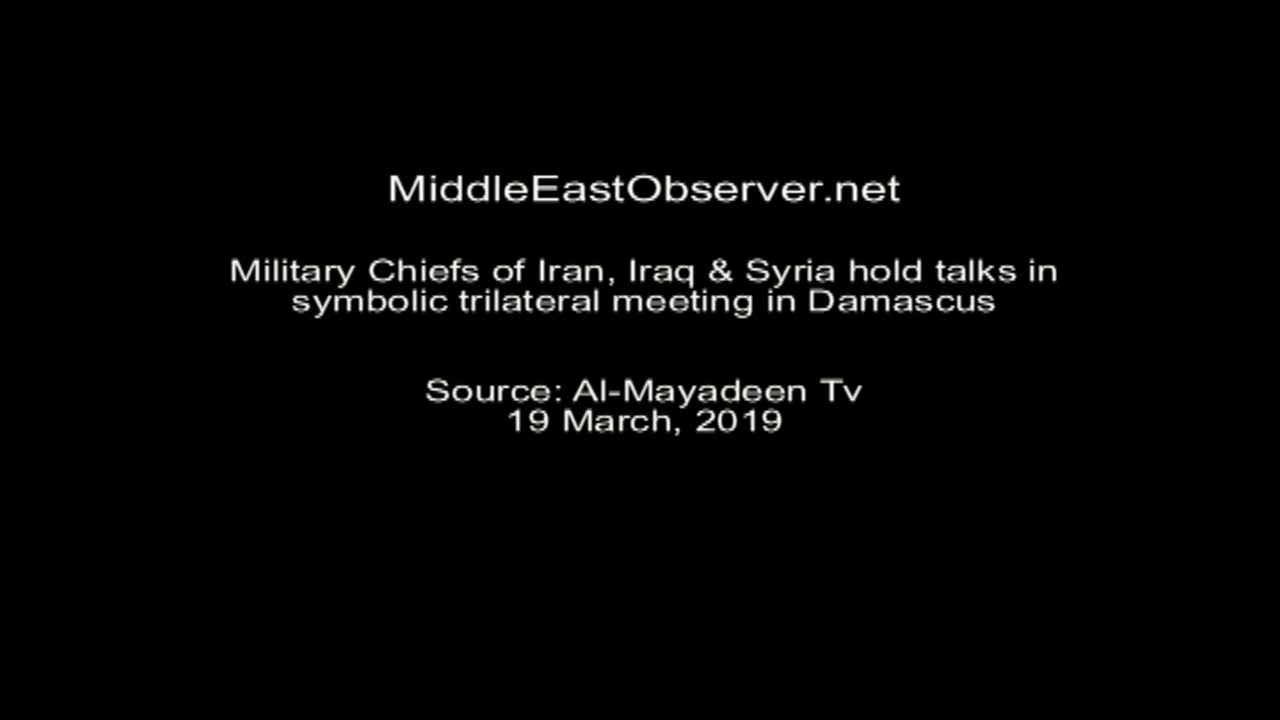 MiddleEastObserver.net
Military Chiefs of Iran, Iraq & Syria hold talks in
symbolic trilateral meeting in Damascus
Source: Al-Mayadeen Tv
19 March, 2019